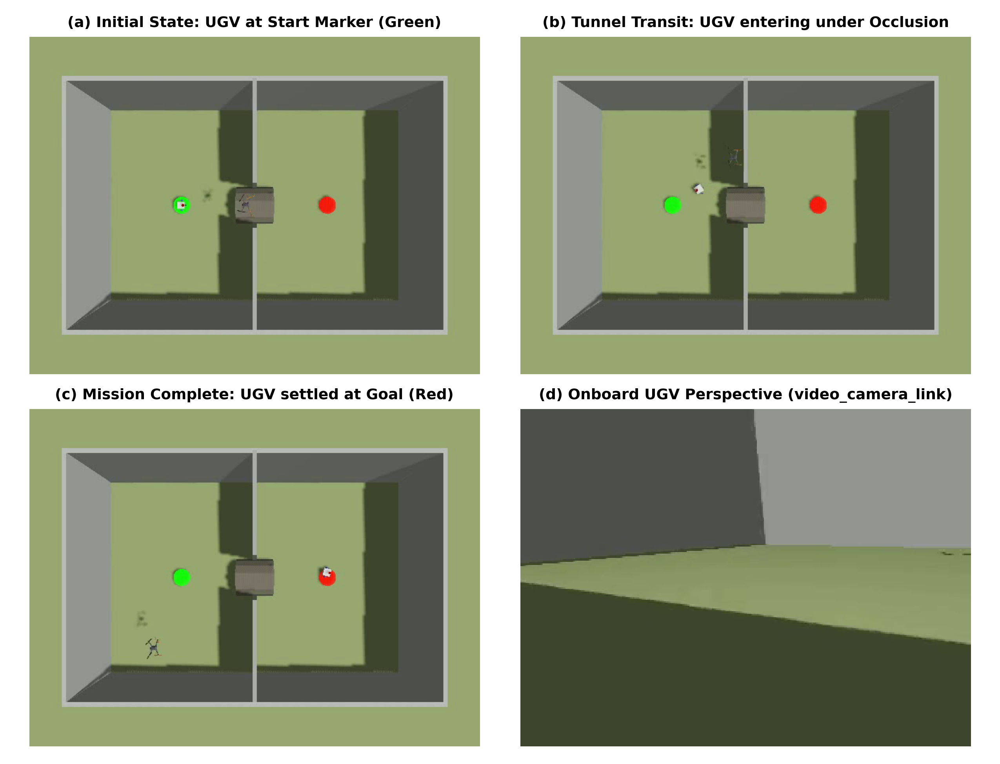 (a) Initial State: UGV at Start Marker (Green)
(b) Tunnel Transit: UGV entering under Occlusion
(c) Mission Complete: UGV settled at Goal (Red)
(d) Onboard UGV Perspective (video_camera_link)